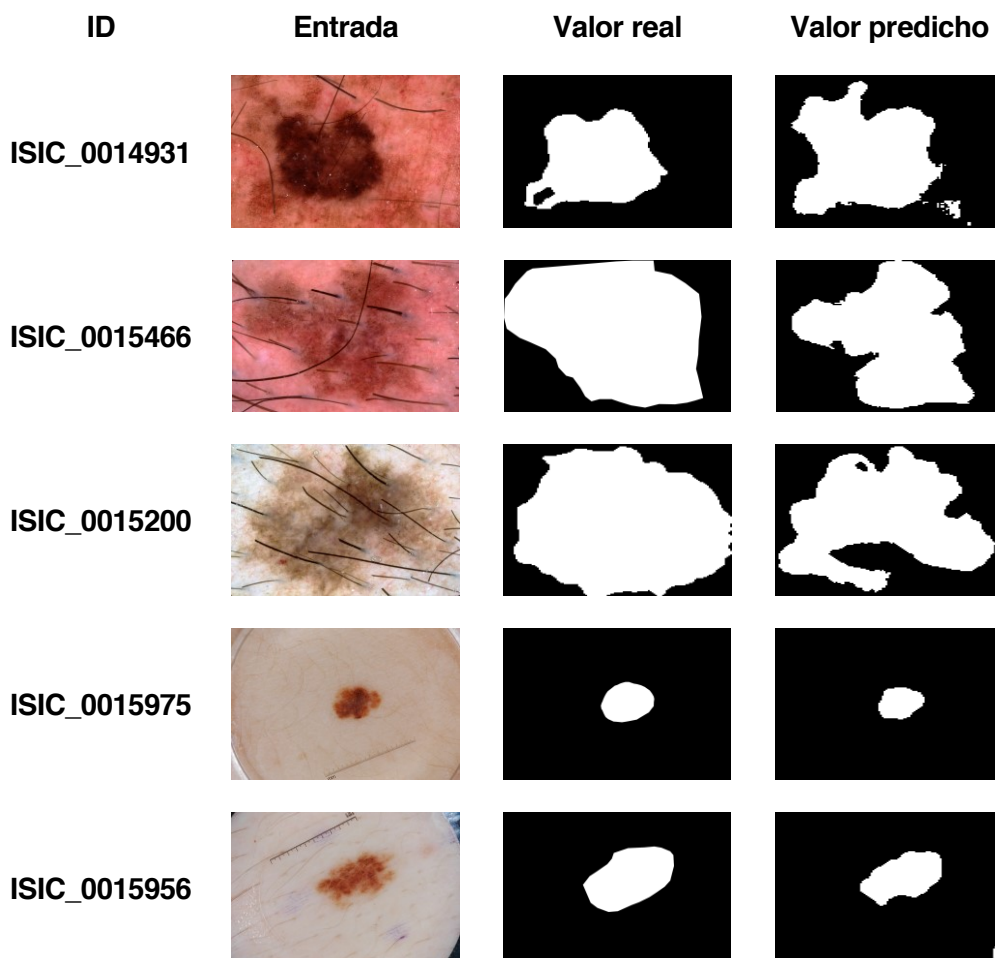 ID Entrada Valor real Valor predicho
ISIC_0014931
ISIC_0015466
ISIC_0015200
ISIC_0015975
ISIC_0015956